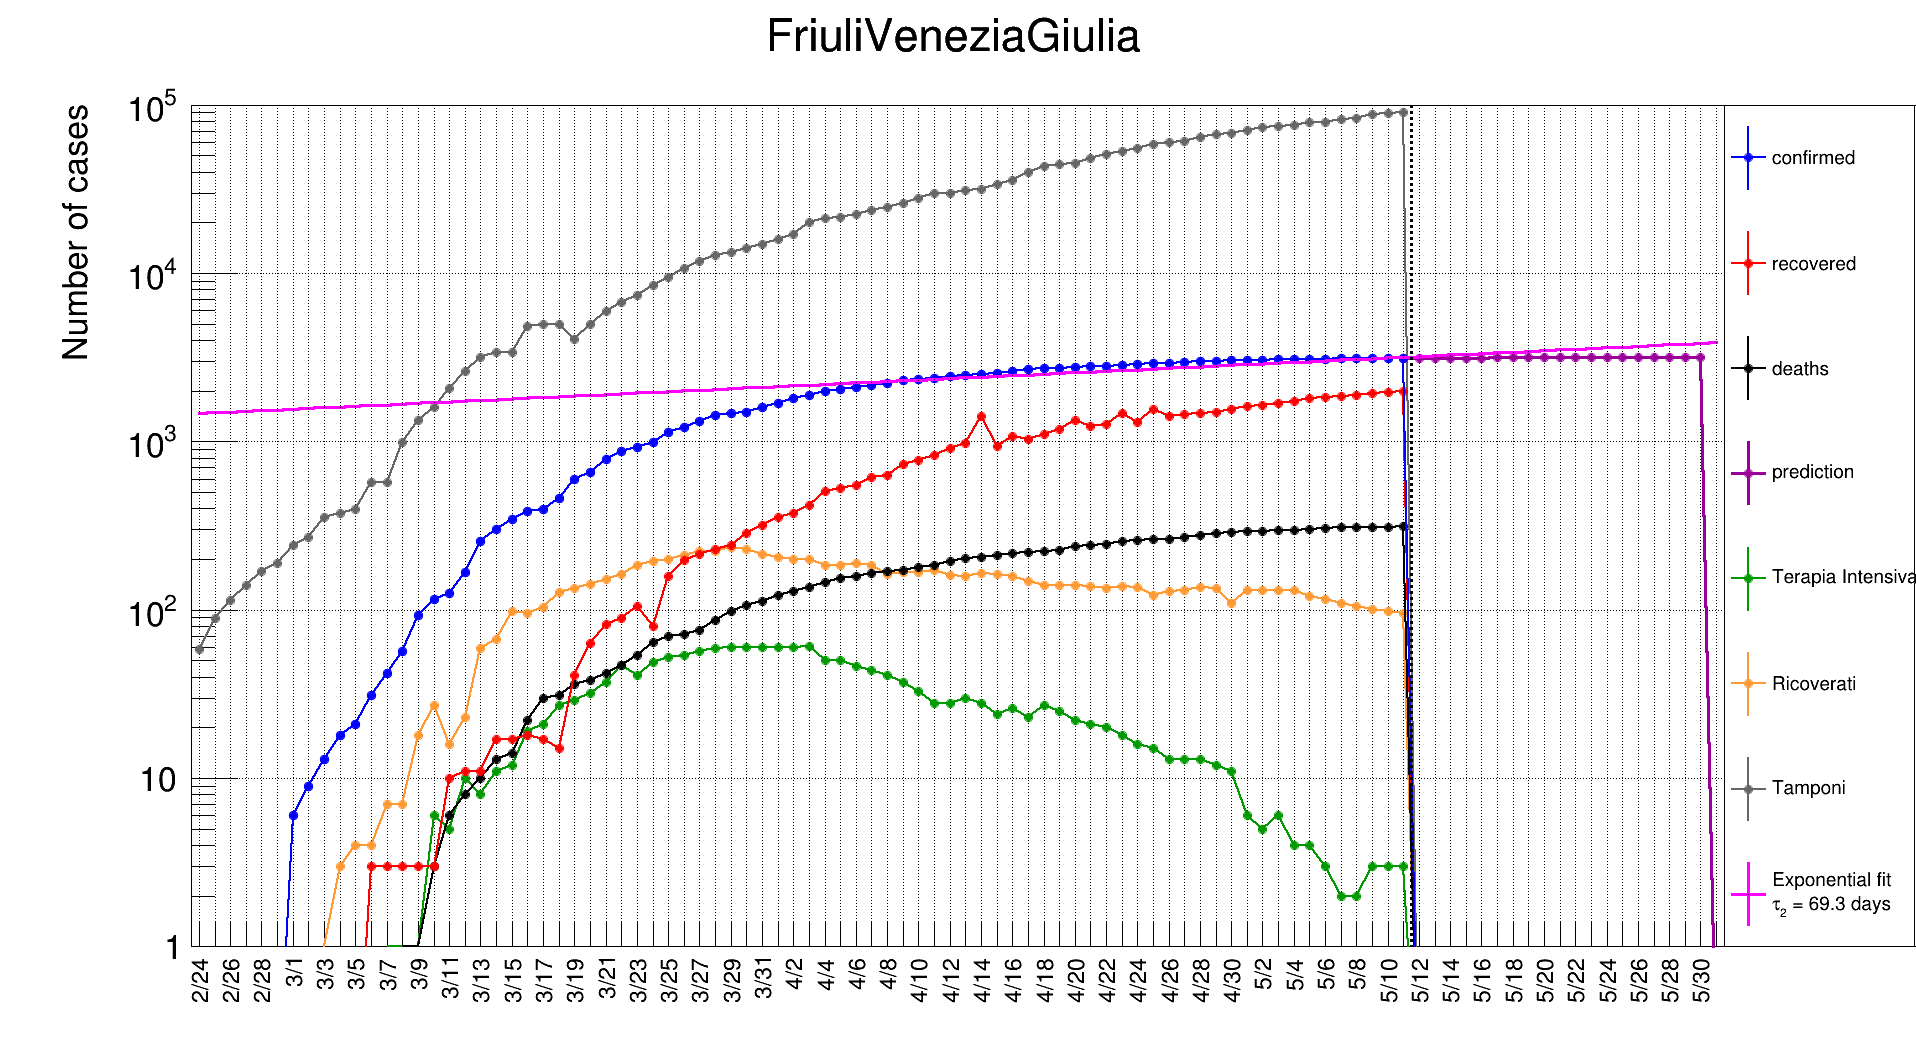 FriuliVeneziaGiulia
Number of cases
10^5
10^4
10^3
10^2
10
1
2/24 2/26 2/28 3/1 3/3 3/5 3/7 3/9 3/11 3/13 3/15 3/17 3/19 3/21 3/23 3/25 3/27 3/29 3/31 4/2 4/4 4/6 4/8 4/10 4/12 4/14 4/16 4/18 4/20 4/22 4/24 4/26 4/28 4/30 5/2 5/4 5/6 5/8 5/10 5/12 5/14 5/16 5/18 5/20 5/22 5/24 5/26 5/28 5/30
confirmed
recovered
deaths
prediction
Terapia Intensiva
Ricoverati
Tamponi
Exponential fit
τ₂ = 69.3 days